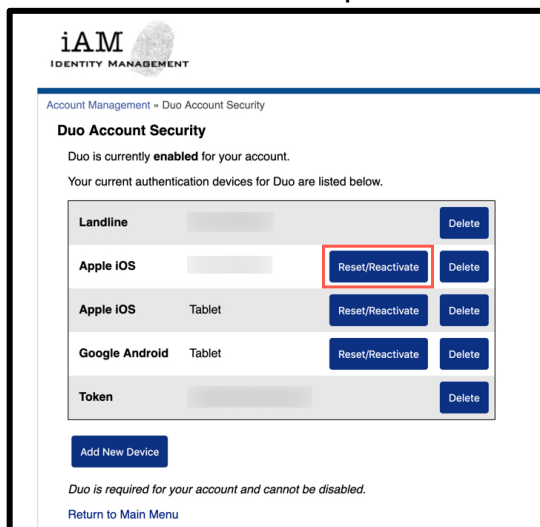 iAM
IDENTITY MANAGEMENT
Account Management » Duo Account Security
Duo Account Security
Duo is currently enabled for your account.
Your current authentication devices for Duo are listed below.
Landline Delete
Apple iOS Reset/Reactivate Delete
Apple iOS Tablet Reset/Reactivate Delete
Google Android Tablet Reset/Reactivate Delete
Token Delete
Add New Device
Duo is required for your account and cannot be disabled.
Return to Main Menu